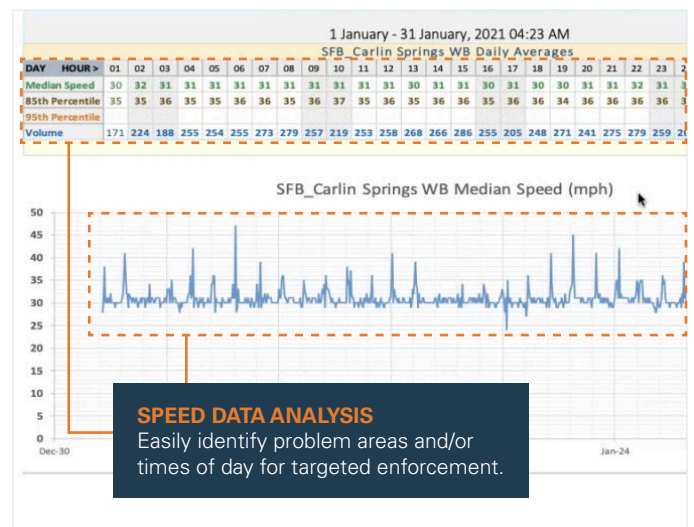 1 January - 31 January, 2021 04:23 AM
SFB_Carlin Springs WB Daily Averages
DAY HOUR > 01 02 03 04 05 06 07 08 09 10 11 12 13 14 15 16 17 18 19 20 21 22 23
Median Speed 30 32 31 31 31 31 31 31 31 31 31 31 30 31 31 30 31 30 30 31 31 32 31
85th Percentile 35 35 36 35 35 36 36 35 36 37 35 36 35 36 36 35 36 36 34 36 36 36 36
95th Percentile
Volume 171 224 188 255 254 255 273 279 257 219 253 258 268 266 286 255 205 248 271 241 275 279 259
SFB_Carlin Springs WB Median Speed (mph)
50
45
40
35
30
25
20
15
10
5
0
Dec-30 Jan-24
SPEED DATA ANALYSIS
Easily identify problem areas and/or
times of day for targeted enforcement.